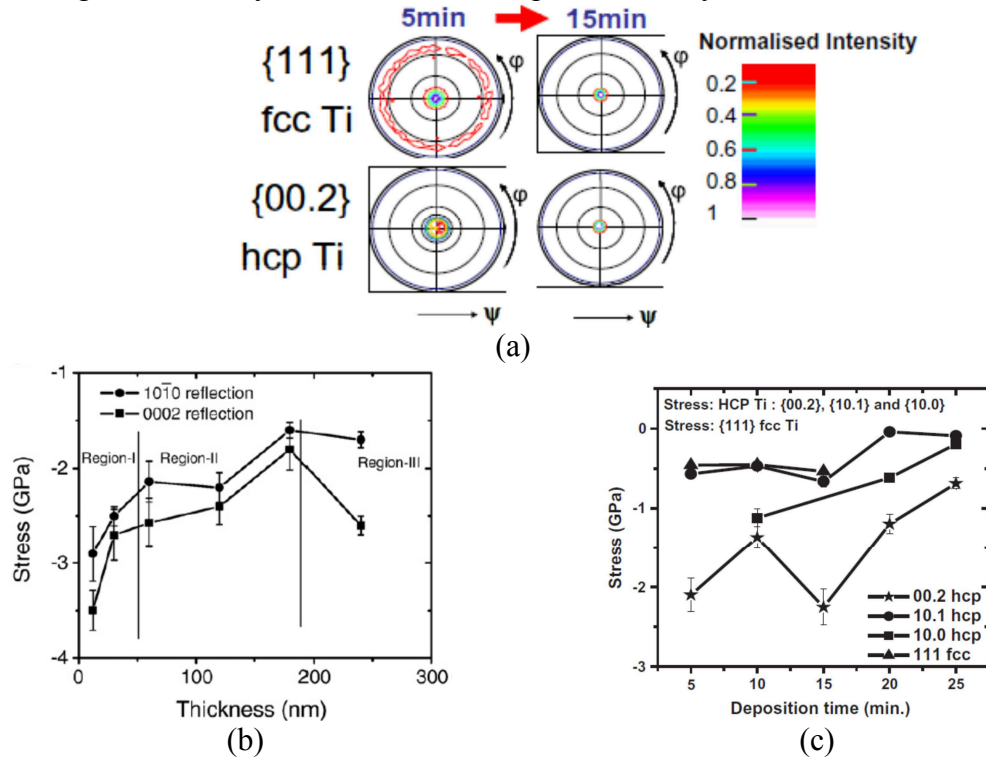 5min 15min
{111}
fcc Ti
φ φ
Normalised Intensity
0.2
0.4
0.6
0.8
1
{00.2}
hcp Ti
φ φ
ψ ψ
(a)
-1
-2
-3
-4
Stress (GPa)
101̄0 reflection
0002 reflection
Region-I
Region-II
Region-III
0 100 200 300
Thickness (nm)
(b)
Stress: HCP Ti : {00.2}, {10.1} and {10.0}
Stress: {111} fcc Ti
0
-1
-2
-3
Stress (GPa)
00.2 hcp
10.1 hcp
10.0 hcp
111 fcc
5 10 15 20 25
Deposition time (min.)
(c)